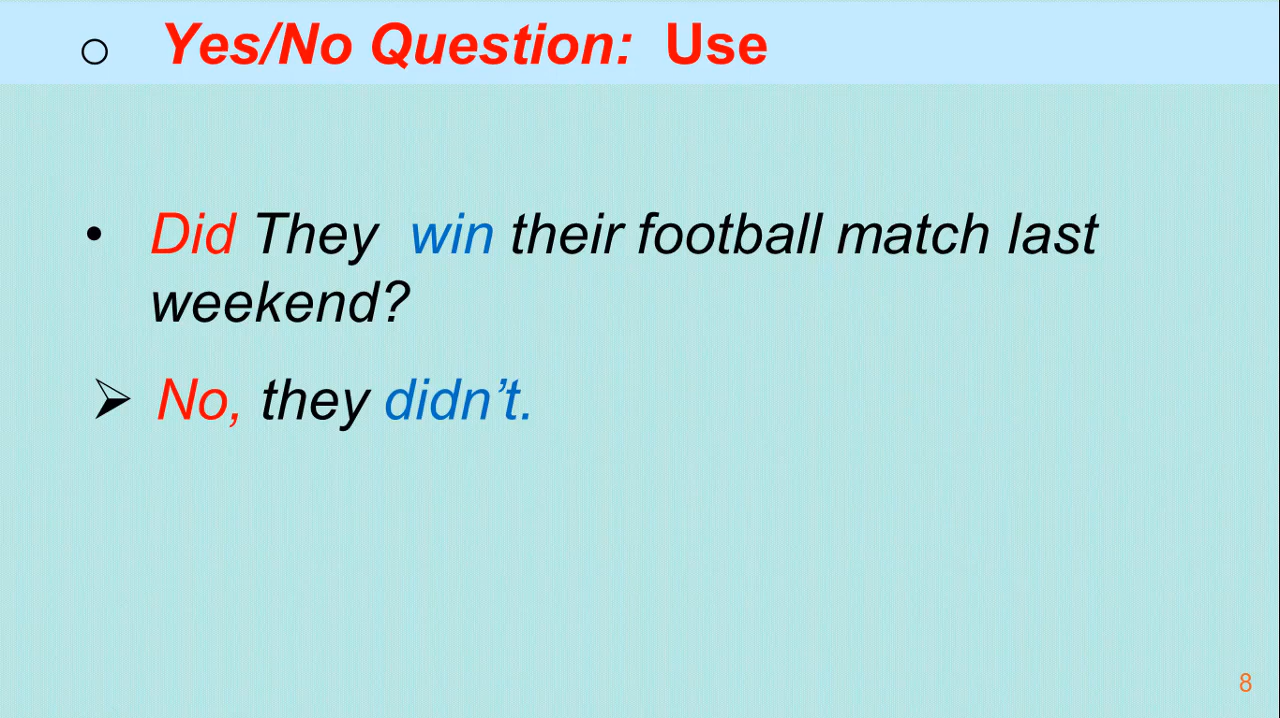 ○ Yes/No Question: Use
• Did They win their football match last
weekend?
➢ No, they didn’t.
8